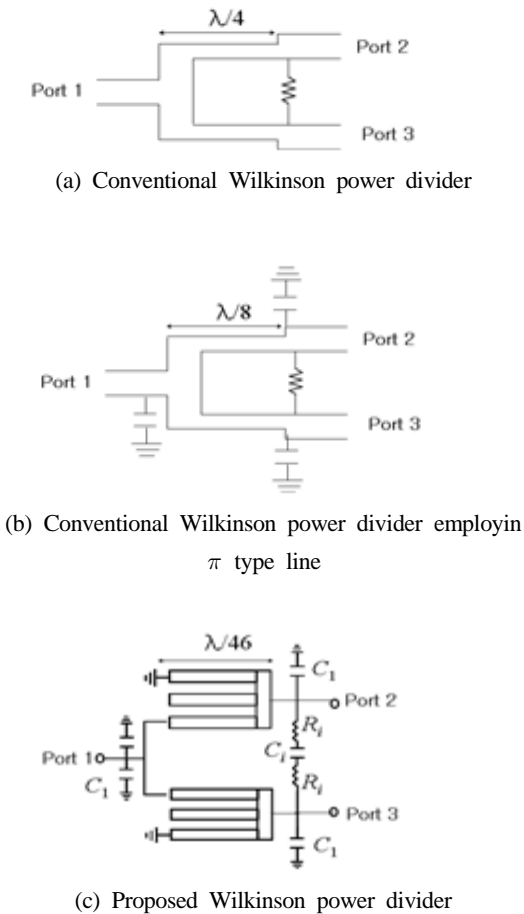 λ/4
Port 2
Port 1
Port 3
(a) Conventional Wilkinson power divider
λ/8
Port 2
Port 1
Port 3
(b) Conventional Wilkinson power divider employin
π type line
λ/46
C₁
Port 2
Rᵢ
Port 1
Cᵢ
C₁
Rᵢ
Port 3
C₁
(c) Proposed Wilkinson power divider